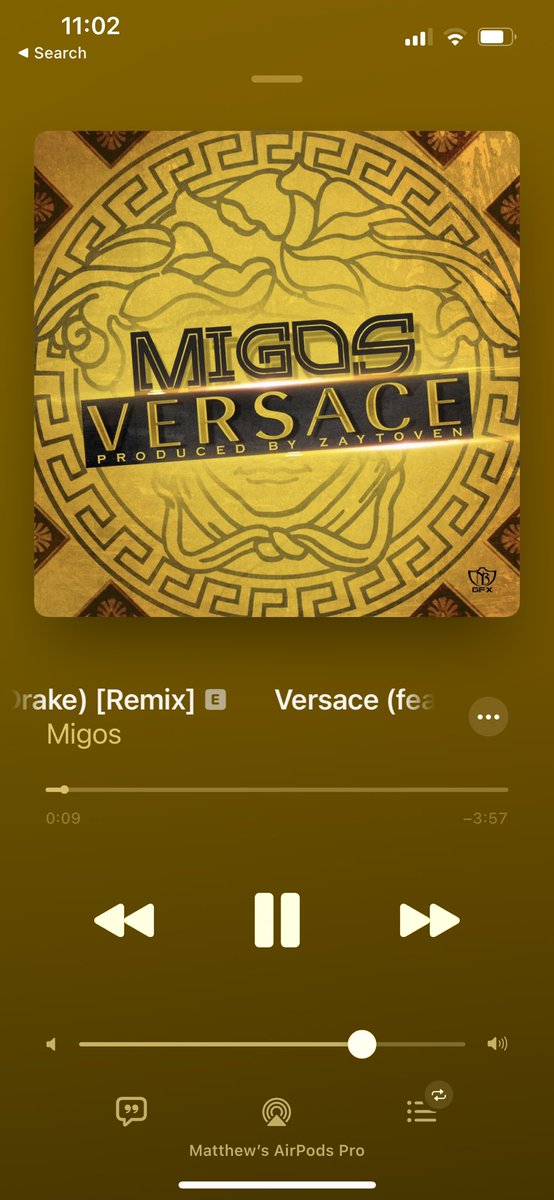 11:02
◀ Search
MIGOS
VERSACE
PRODUCED BY ZAYTOVEN
GFX
Drake) [Remix] E Versace (fea
Migos
0:09
−3:57
Matthew’s AirPods Pro